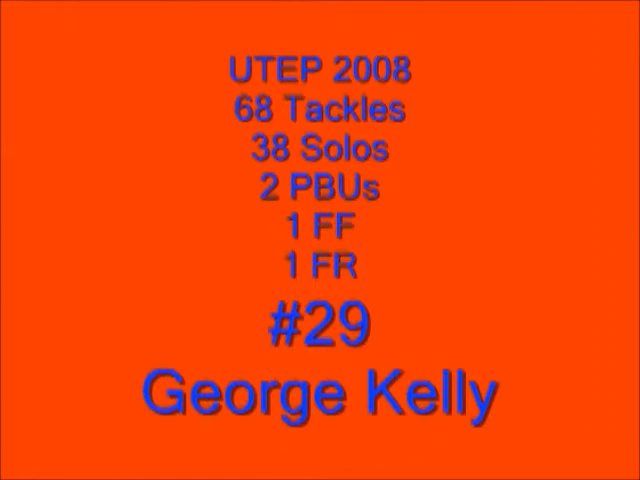 UTEP 2008
68 Tackles
38 Solos
2 PBUs
1 FF
1 FR
#29
George Kelly